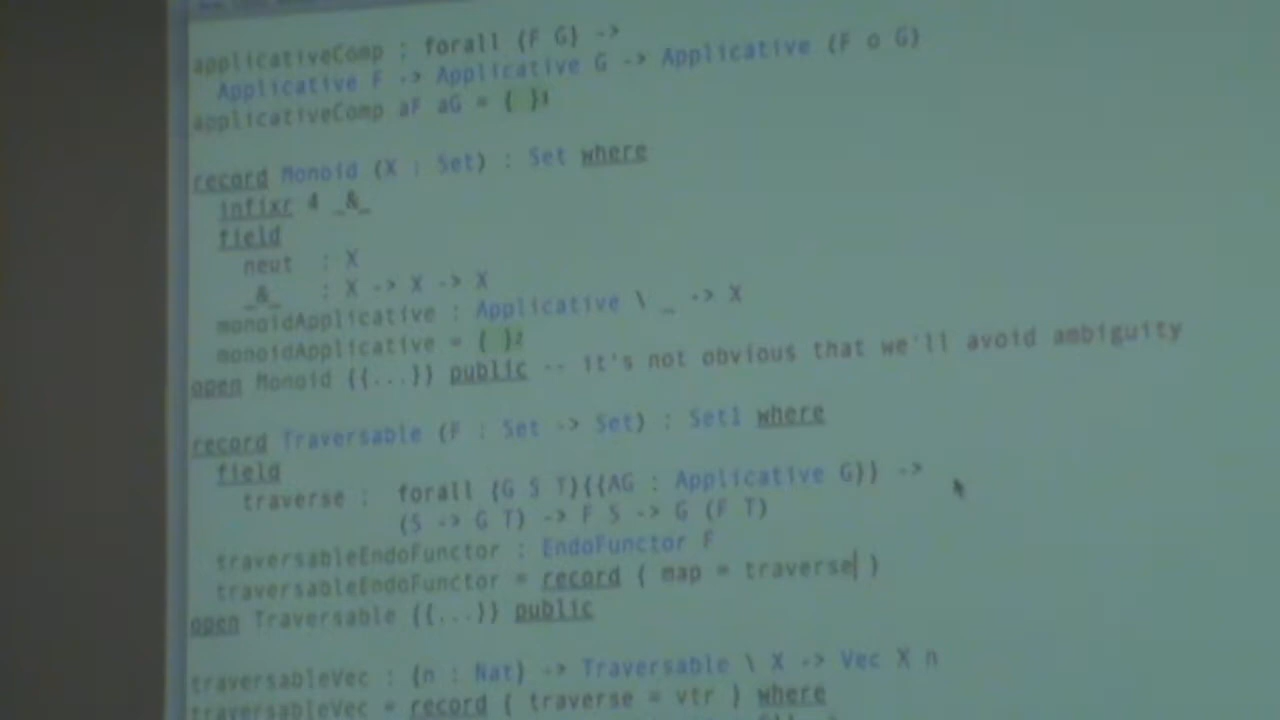 applicativeComp : forall {F G} ->
Applicative F -> Applicative G -> Applicative (F o G)
applicativeComp aF aG = { }1
record Monoid (X : Set) : Set where
infixr 4 _&_
field
neut : X
_&_ : X -> X -> X
monoidApplicative : Applicative \ _ -> X
monoidApplicative = { }2
open Monoid {{...}} public -- it's not obvious that we'll avoid ambiguity
record Traversable (F : Set -> Set) : Set1 where
field
traverse : forall {G S T}{{AG : Applicative G}} ->
(S -> G T) -> F S -> G (F T)
traversableEndoFunctor : EndoFunctor F
traversableEndoFunctor = record { map = traverse }
open Traversable {{...}} public
traversableVec : {n : Nat} -> Traversable \ X -> Vec X n
traversableVec = record { traverse = vtr } where